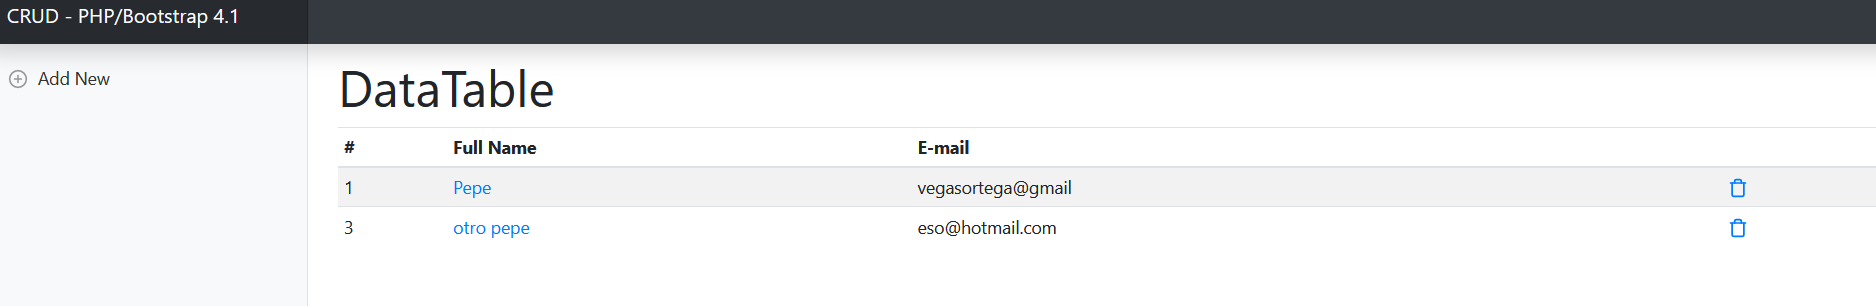 CRUD - PHP/Bootstrap 4.1
Add New
DataTable
# Full Name E-mail
1 Pepe vegasortega@gmail
3 otro pepe eso@hotmail.com